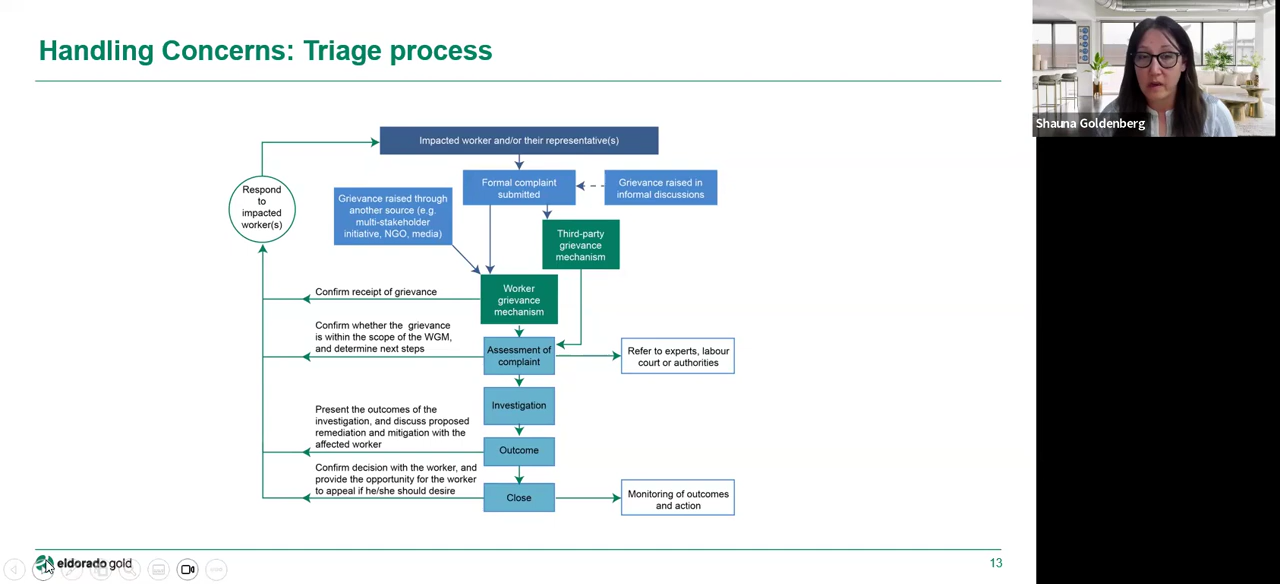 Handling Concerns: Triage process
Shauna Goldenberg
Impacted worker and/or their representative(s)
Respond
to
impacted
worker(s)
Formal complaint
submitted
Grievance raised in
informal discussions
Grievance raised through
another source (e.g.
multi-stakeholder
initiative, NGO, media)
Third-party
grievance
mechanism
Worker
grievance
mechanism
Confirm receipt of grievance
Confirm whether the grievance
is within the scope of the WGM,
and determine next steps
Assessment of
complaint
Refer to experts, labour
court or authorities
Investigation
Present the outcomes of the
investigation, and discuss proposed
remediation and mitigation with the
affected worker
Outcome
Confirm decision with the worker, and
provide the opportunity for the worker
to appeal if he/she should desire
Close
Monitoring of outcomes
and action
eldorado gold
13